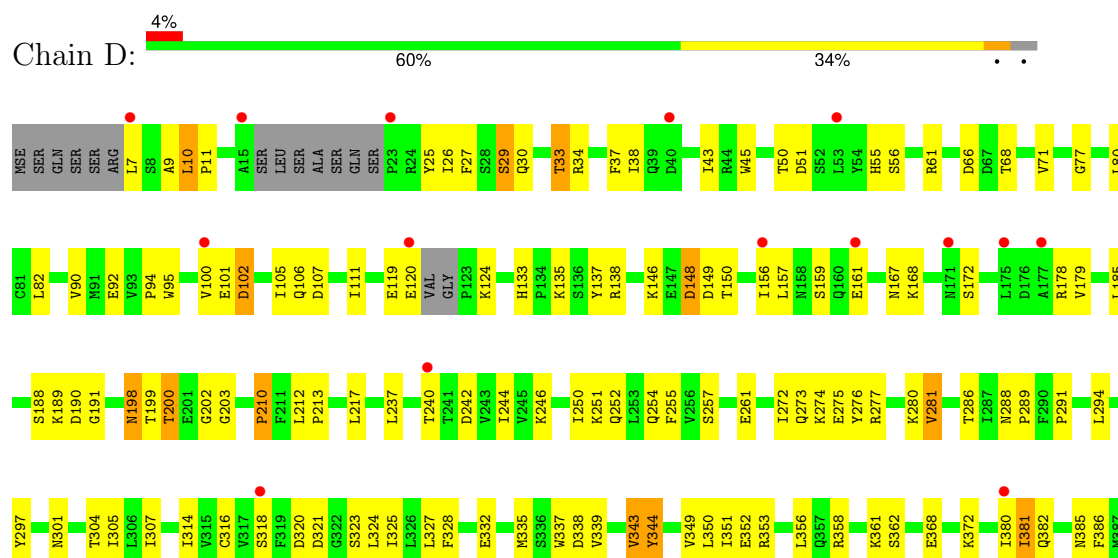 4%
Chain D:
60% 34% • •
MSE SER GLN SER SER ARG L7 S8 A9 L10 P11 A15 SER LEU SER ALA SER GLN SER P23 R24 Y25 I26 F27 S28 S29 Q30 T33 R34 F37 I38 Q39 D40 I43 R44 W45 T50 D51 S52 L53 Y54 H55 S56 R61 D66 D67 T68 V71 G77 L80
C81 L82 V90 M91 E92 V93 P94 W95 V100 E101 D102 I105 Q106 D107 I111 E119 E120 VAL GLY P123 K124 H133 P134 K135 S136 Y137 R138 K146 E147 D148 D149 T150 I156 L157 N158 S159 Q160 E161 N167 K168 N171 S172 L175 D176 A177 R178 V179 L185
S188 K189 D190 G191 N198 T199 T200 E201 G202 G203 P210 F211 L212 P213 L217 L237 T240 T241 D242 V243 I244 V245 K246 I250 K251 Q252 L253 Q254 F255 V256 S257 E261 I272 Q273 K274 E275 Y276 R277 K280 V281 T286 I287 N288 P289 F290 P291 L294
Y297 N301 T304 I305 L306 I307 I314 V315 C316 V317 S318 F319 D320 D321 G322 S323 L324 I325 L326 L327 F328 E332 M335 S336 W337 D338 V339 V343 Y344 V349 L350 I351 E352 R353 L356 Q357 R358 K361 S362 E368 K372 I380 I381 Q382 N385 F386